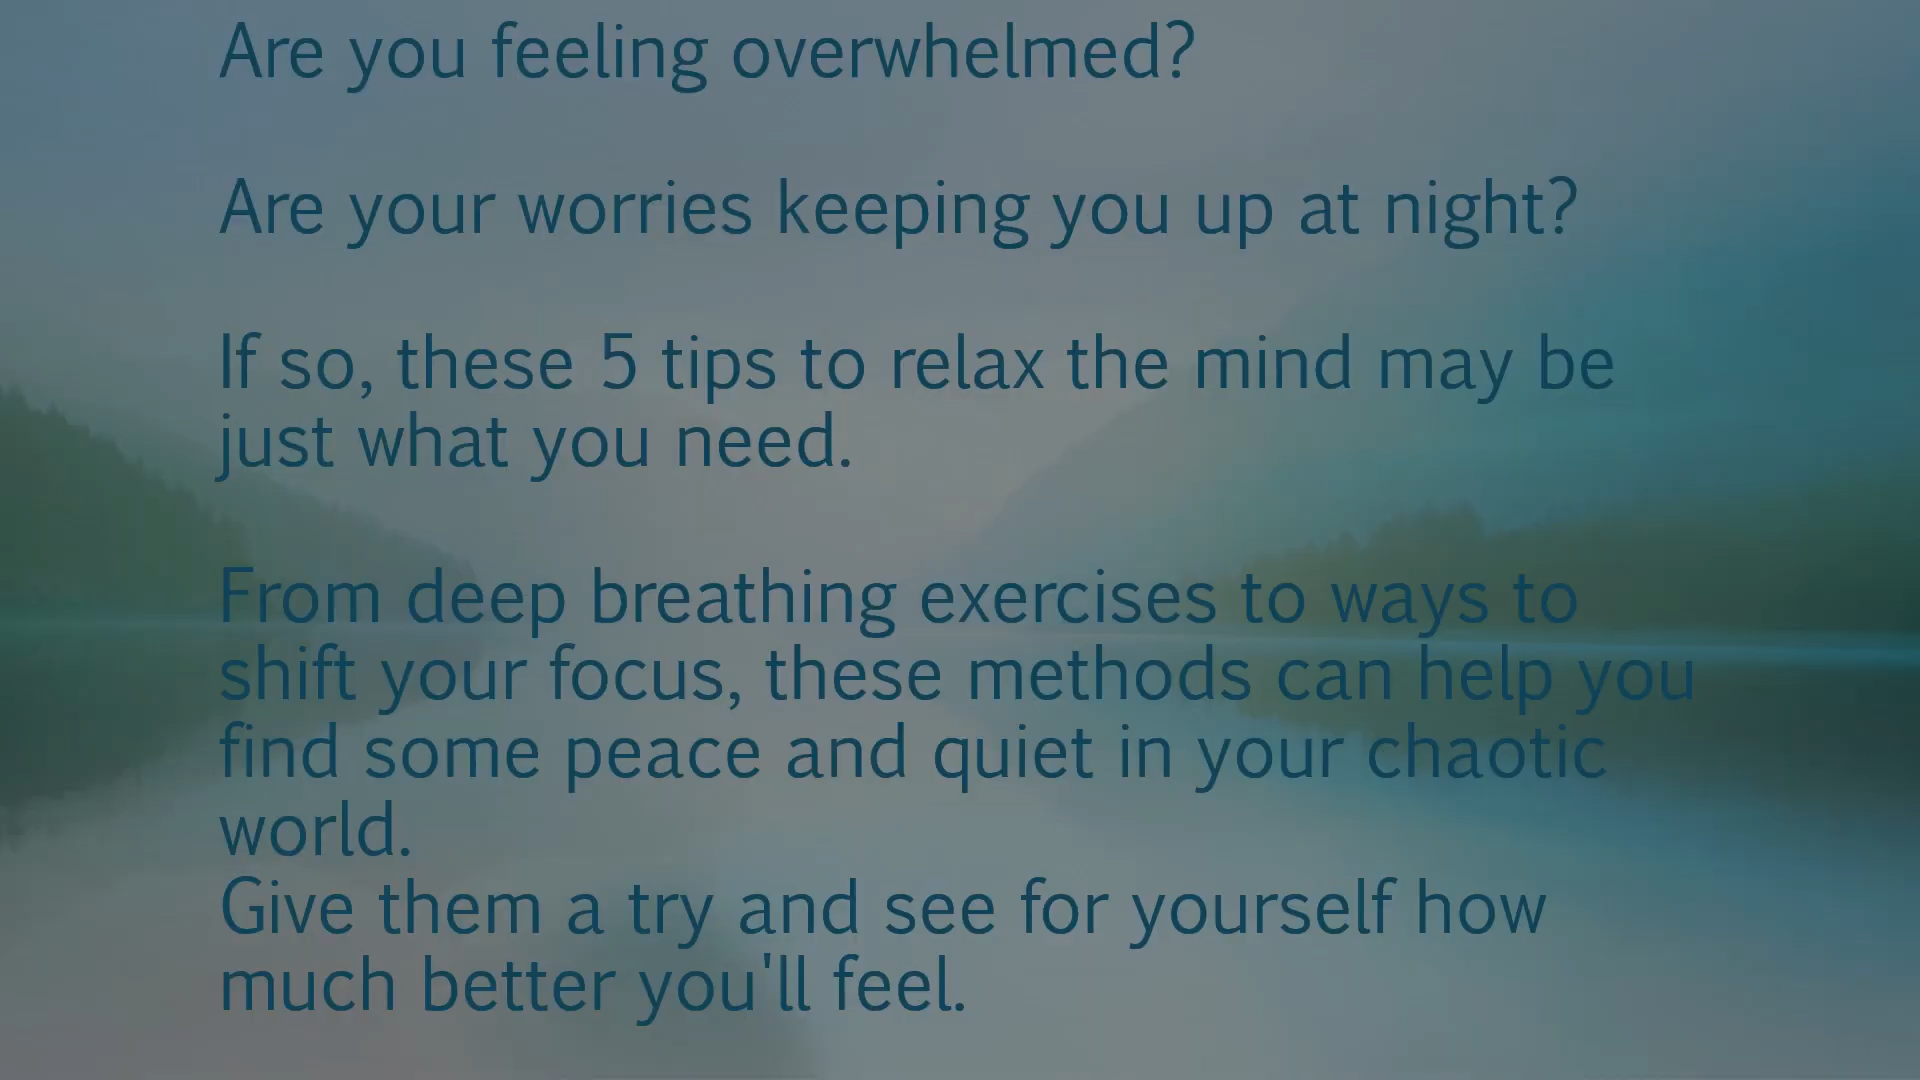 Are you feeling overwhelmed?
Are your worries keeping you up at night?
If so, these 5 tips to relax the mind may be
just what you need.
From deep breathing exercises to ways to
shift your focus, these methods can help you
find some peace and quiet in your chaotic
world.
Give them a try and see for yourself how
much better you'll feel.